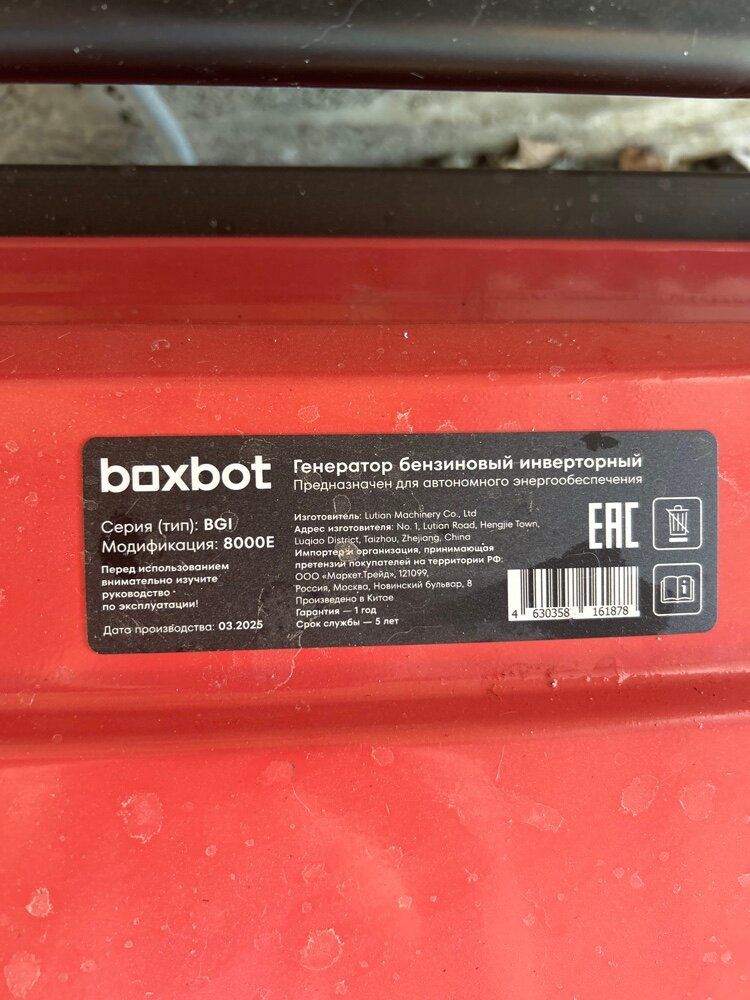 boxbot
Серия (тип): BGI
Модификация: 8000E
Перед использованием
внимательно изучите
руководство
по эксплуатации!
Дата производства: 03.2025
Генератор бензиновый инверторный
Предназначен для автономного энергообеспечения
Изготовитель: Lutian Machinery Co., Ltd
Адрес изготовителя: No. 1, Lutian Road, Hengjie Town,
Luqiao District, Taizhou, Zhejiang, China
Импортер и организация, принимающая
претензий покупателей на территории РФ:
ООО «Маркет.Трейд», 121099,
Россия, Москва, Новинский бульвар, 8
Произведено в Китае
Гарантия — 1 год
Срок службы — 5 лет
EAC
4 630358 161878